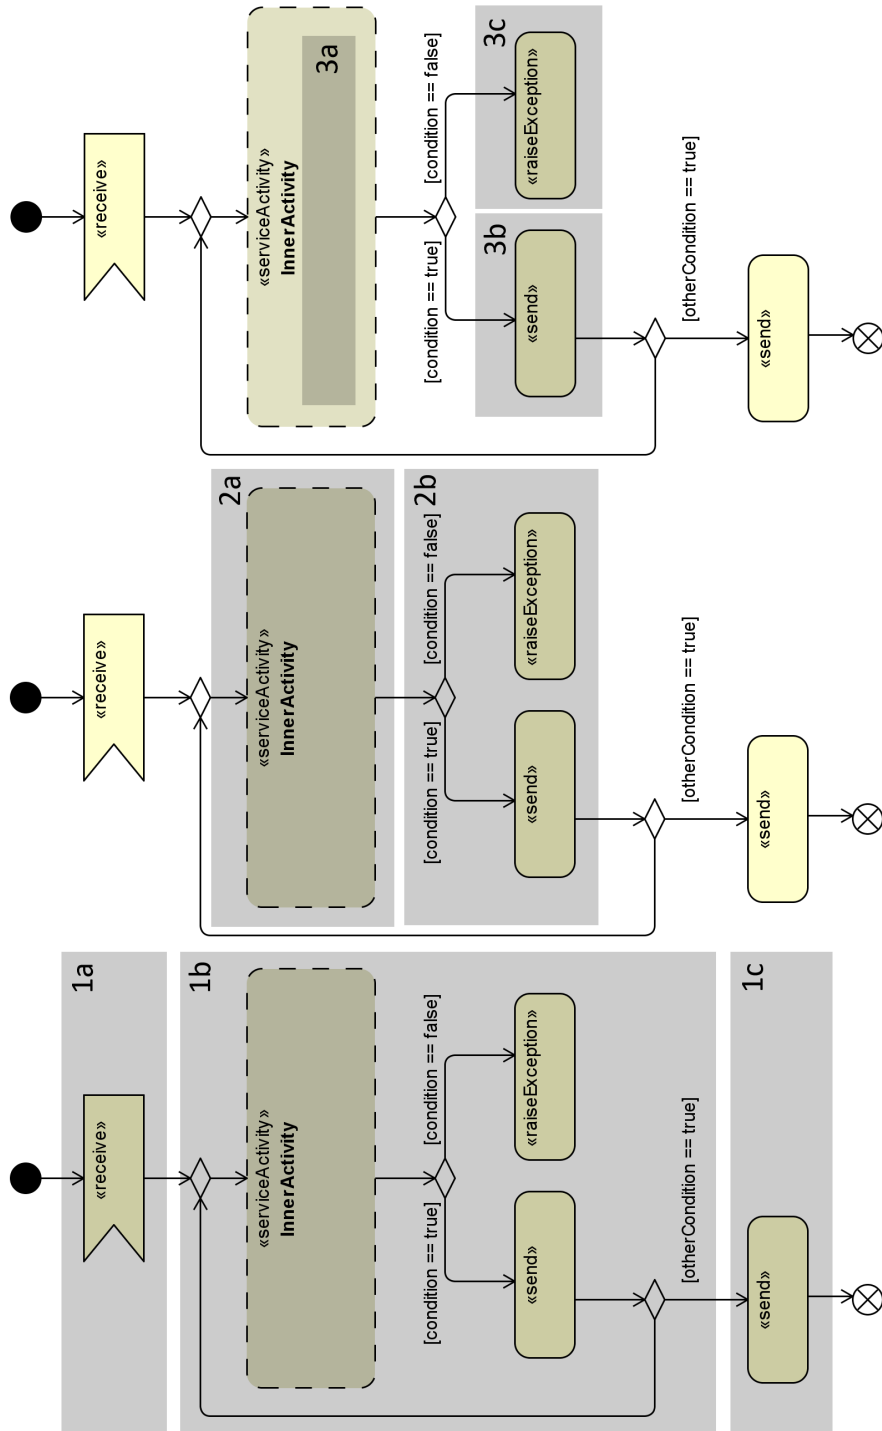 1a
«receive»
1b
«serviceActivity»
InnerActivity
[condition == true]
[condition == false]
«send»
«raiseException»
[otherCondition == true]
1c
«send»
«receive»
2a
«serviceActivity»
InnerActivity
2b
[condition == true]
[condition == false]
«send»
«raiseException»
[otherCondition == true]
«send»
«receive»
«serviceActivity»
InnerActivity
3a
[condition == true]
[condition == false]
3b
3c
«send»
«raiseException»
[otherCondition == true]
«send»